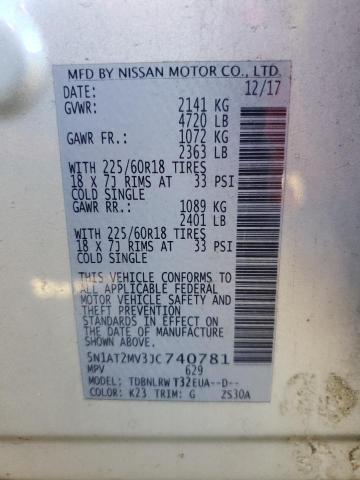 MFD BY NISSAN MOTOR CO., LTD.
DATE: 12/17
GVWR: 2141 KG
4720 LB
GAWR FR.: 1072 KG
2363 LB
WITH 225/60R18 TIRES
18 X 7J RIMS AT 33 PSI
COLD SINGLE
GAWR RR.: 1089 KG
2401 LB
WITH 225/60R18 TIRES
18 X 7J RIMS AT 33 PSI
COLD SINGLE
THIS VEHICLE CONFORMS TO
ALL APPLICABLE FEDERAL
MOTOR VEHICLE SAFETY AND
THEFT PREVENTION
STANDARDS IN EFFECT ON
THE DATE OF MANUFACTURE
SHOWN ABOVE.
5N1AT2MV3JC740781
MPV 629
MODEL: TDBNLRW T32EUA--D--
COLOR: K23 TRIM: G ZS30A